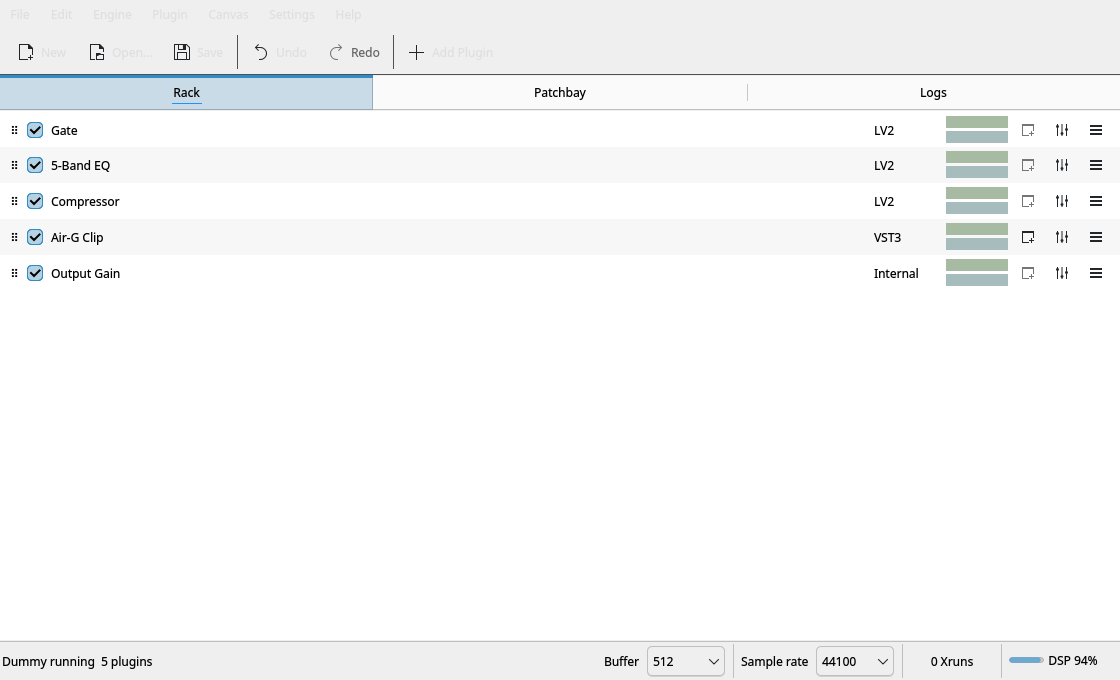 File Edit Engine Plugin Canvas Settings Help
New Open... Save Undo Redo Add Plugin
Rack Patchbay Logs
Gate LV2
5-Band EQ LV2
Compressor LV2
Air-G Clip VST3
Output Gain Internal
Dummy running 5 plugins Buffer 512 Sample rate 44100 0 Xruns DSP 94%